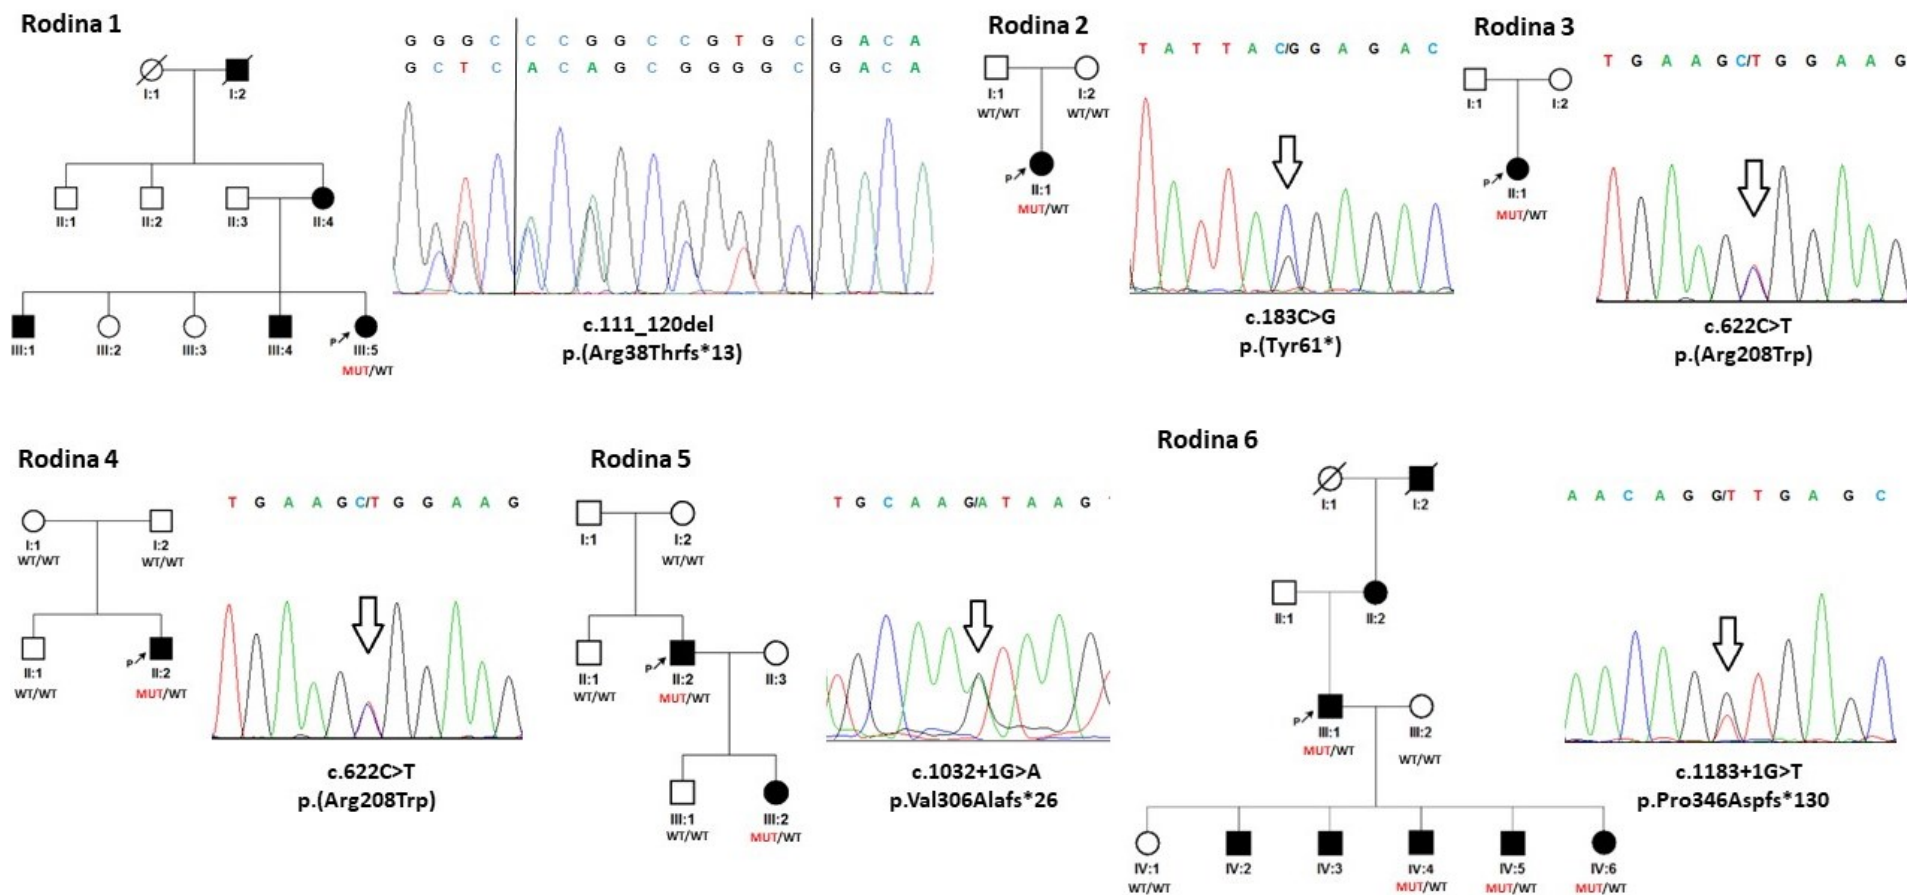 Rodina 1
I:1 I:2
II:1 II:2 II:3 II:4
III:1 III:2 III:3 III:4 P III:5
MUT/WT
G G G C C C G G C C G T G C G A C A
G C T C A C A G C G G G G C G A C A
c.111_120del
p.(Arg38Thrfs*13)
Rodina 2
I:1 I:2
WT/WT WT/WT
P
II:1
MUT/WT
T A T T A C/G G A G A C
c.183C>G
p.(Tyr61*)
Rodina 3
I:1 I:2
P
II:1
MUT/WT
T G A A G C/T G G A A G
c.622C>T
p.(Arg208Trp)
Rodina 4
I:1 I:2
WT/WT WT/WT
P
II:1 II:2
WT/WT MUT/WT
T G A A G C/T G G A A G
c.622C>T
p.(Arg208Trp)
Rodina 5
I:1 I:2
WT/WT
P
II:1 II:2 II:3
WT/WT MUT/WT
III:1 III:2
WT/WT MUT/WT
T G C A A G/A T A A G
c.1032+1G>A
p.Val306Alafs*26
Rodina 6
I:1 I:2
II:1 II:2
P
III:1 III:2
MUT/WT WT/WT
IV:1 IV:2 IV:3 IV:4 IV:5 IV:6
WT/WT MUT/WT MUT/WT MUT/WT
A A C A G G/T T G A G C
c.1183+1G>T
p.Pro346Aspfs*130